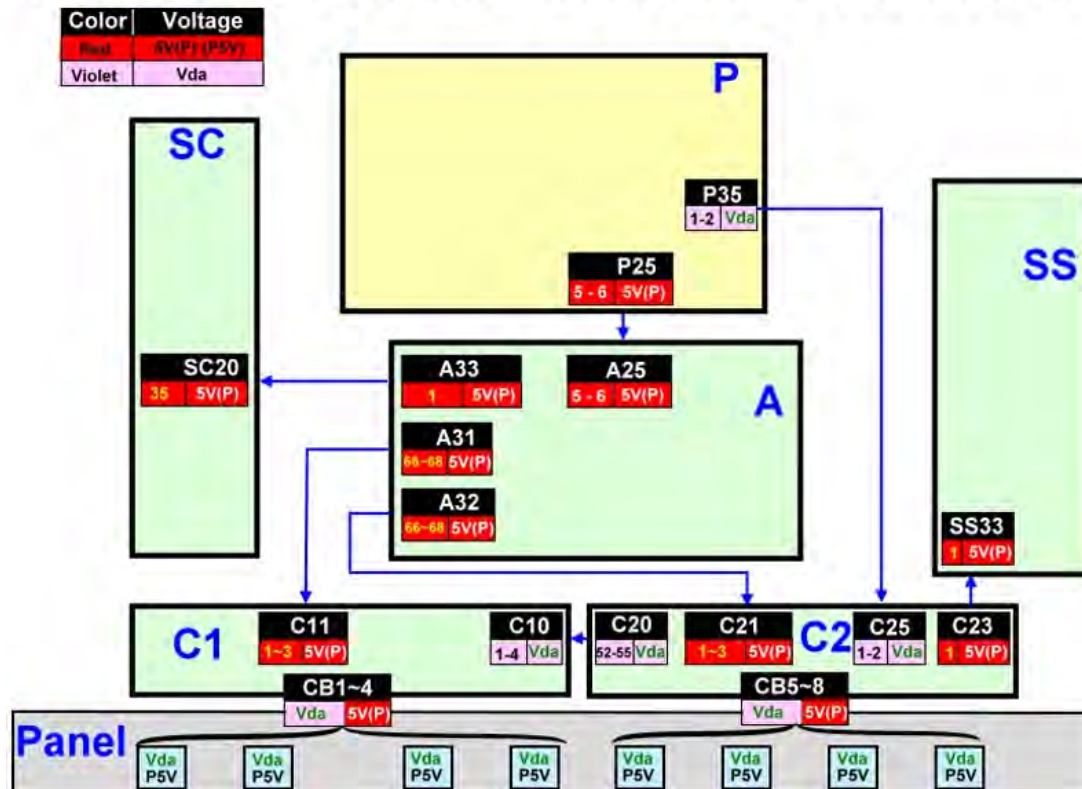 Color Voltage
Red 5V(P) (P5V)
Violet Vda
P
SC
P35
1-2 Vda
SS
P25
5 - 6 5V(P)
SC20
35 5V(P)
A33
1 5V(P)
A25
5 - 6 5V(P)
A
A31
66~68 5V(P)
A32
66~68 5V(P)
SS33
1 5V(P)
C1
C11
1~3 5V(P)
C10
1-4 Vda
C20
52-55 Vda
C21
1~3 5V(P)
C2
C25
1-2 Vda
C23
1 5V(P)
CB1~4
Vda 5V(P)
CB5~8
Vda 5V(P)
Panel
Vda
P5V
Vda
P5V
Vda
P5V
Vda
P5V
Vda
P5V
Vda
P5V
Vda
P5V
Vda
P5V